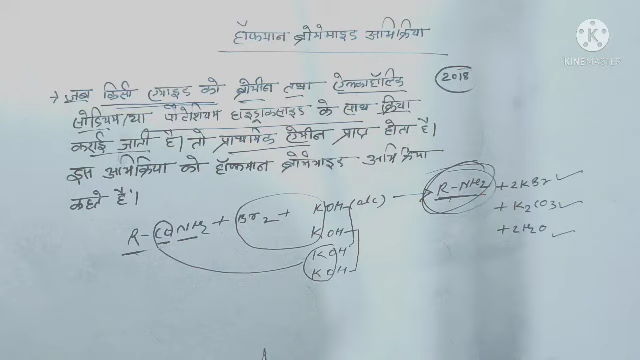 हॉफमान ब्रोमेमाइड अभिक्रिया
→ जब किसी एमाइड को ब्रोमीन तथा ऐल्कोहॉलिक
2018
सोडियम/या पोटेशियम हाइड्राक्साइड के साथ क्रिया
कराई जाती है। तो प्राथमिक ऐमीन प्राप्त होता है।
इस अभिक्रिया को हॉफमान ब्रोमेमाइड अभिक्रिया
कहते हैं।
R-CONH2 + Br2 + KOH (alc) → R-NH2 + 2KBr
KOH + K2CO3
KOH + 2H2O
KOH
KINEMASTER